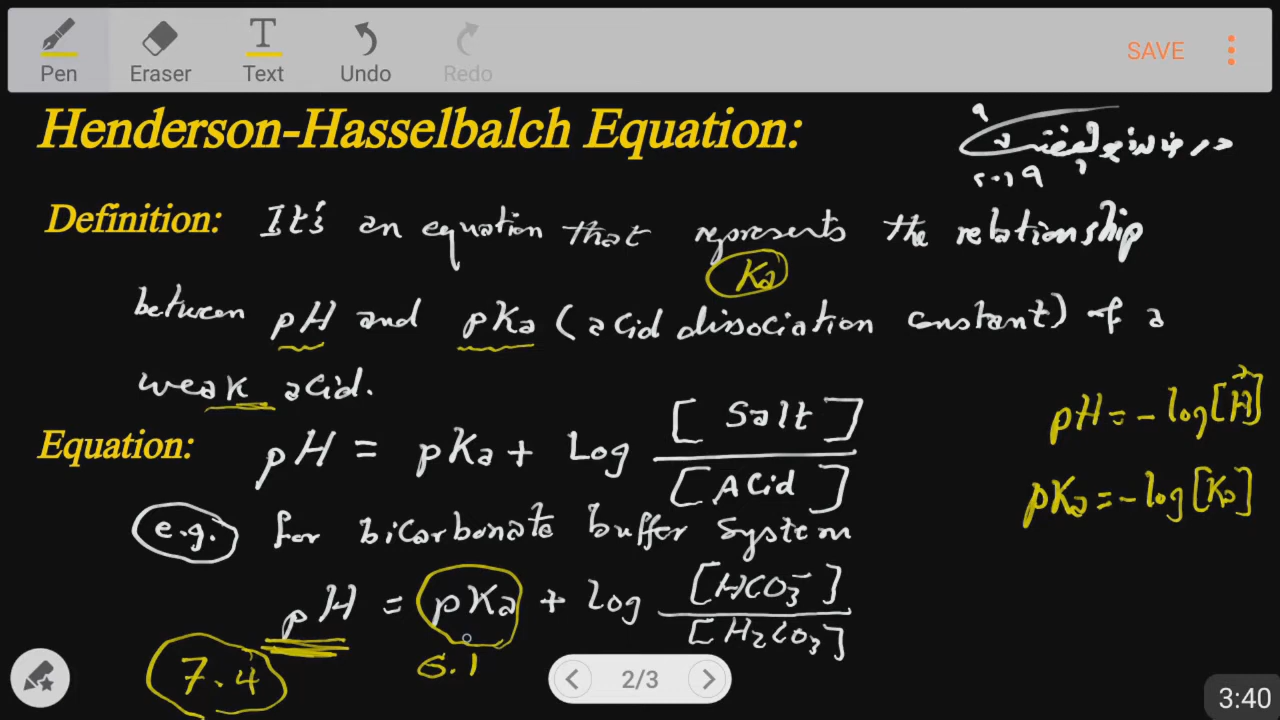 Pen Eraser Text Undo Redo SAVE
Henderson-Hasselbalch Equation:
٢٠١٩
Definition: It's an equation that represents the relationship
Ka
between pH and pKa (acid dissociation constant) of a
weak acid.
pH = -log[H⁺]
Equation: pH = pKa + Log [Salt] / [Acid]
pKa = -log[Ka]
e.g. for bicarbonate buffer system
pH = pKa + log [HCO₃⁻] / [H₂CO₃]
7.4 6.1
2/3
3:40